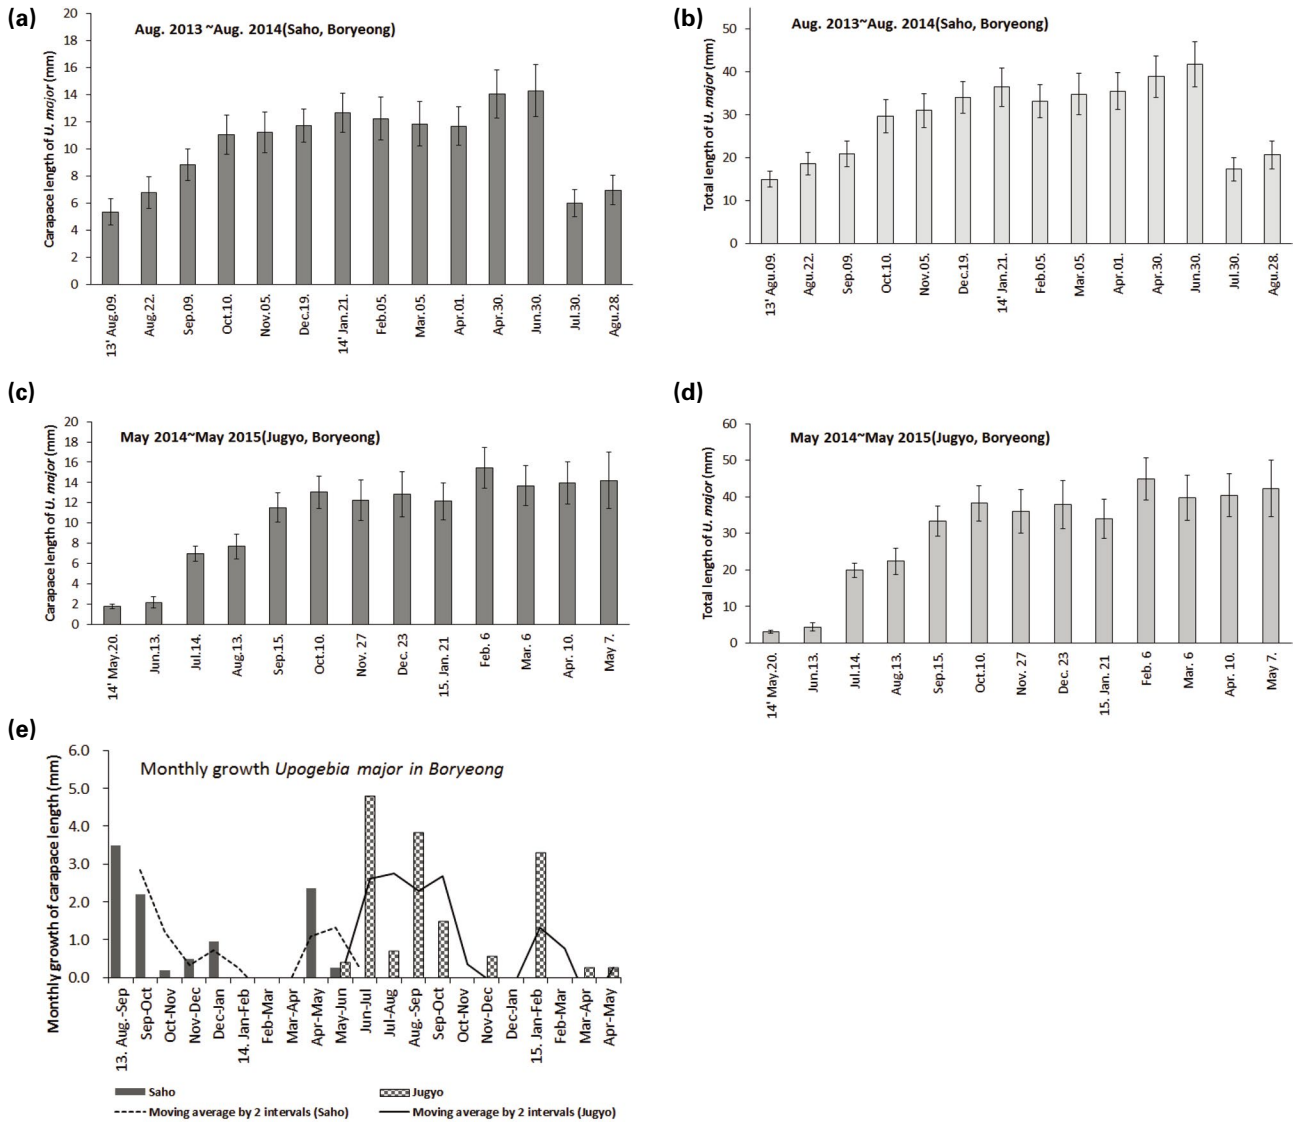 (a)
Aug. 2013 ~Aug. 2014(Saho, Boryeong)
Carapace length of U. major (mm)
20
18
16
14
12
10
8
6
4
2
0
13' Aug.09.
Aug.22.
Sep.09.
Oct.10.
Nov.05.
Dec.19.
14' Jan.21.
Feb.05.
Mar.05.
Apr.01.
Apr.30.
Jun.30.
Jul.30.
Agu.28.
(b)
Aug. 2013~Aug. 2014(Saho, Boryeong)
Total length of U. major (mm)
50
40
30
20
10
0
13' Agu.09.
Agu.22.
Sep.09.
Oct.10.
Nov.05.
Dec.19.
14' Jan.21.
Feb.05.
Mar.05.
Apr.01.
Apr.30.
Jun.30.
Jul.30.
Agu.28.
(c)
May 2014~May 2015(Jugyo, Boryeong)
Carapace length of U. major (mm)
20
18
16
14
12
10
8
6
4
2
0
14' May.20.
Jun.13.
Jul.14.
Aug.13.
Sep.15.
Oct.10.
Nov. 27
Dec. 23
15. Jan. 21
Feb. 6
Mar. 6
Apr. 10.
May 7.
(d)
May 2014~May 2015(Jugyo, Boryeong)
Total length of U. major (mm)
60
50
40
30
20
10
0
14' May.20.
Jun.13.
Jul.14.
Aug.13.
Sep.15.
Oct.10.
Nov. 27
Dec. 23
15. Jan. 21
Feb. 6
Mar. 6
Apr. 10.
May 7.
(e)
Monthly growth Upogebia major in Boryeong
Monthly growth of carapace length (mm)
6.0
5.0
4.0
3.0
2.0
1.0
0.0
13. Aug.-Sep
Sep-Oct
Oct-Nov
Nov-Dec
Dec-Jan
14. Jan-Feb
Feb-Mar
Mar-Apr
Apr-May
May-Jun
Jun-Jul
Jul-Aug
Aug.-Sep
Sep-Oct
Oct-Nov
Nov-Dec
Dec-Jan
15. Jan-Feb
Feb-Mar
Mar-Apr
Apr-May
Saho
Jugyo
Moving average by 2 intervals (Saho)
Moving average by 2 intervals (Jugyo)